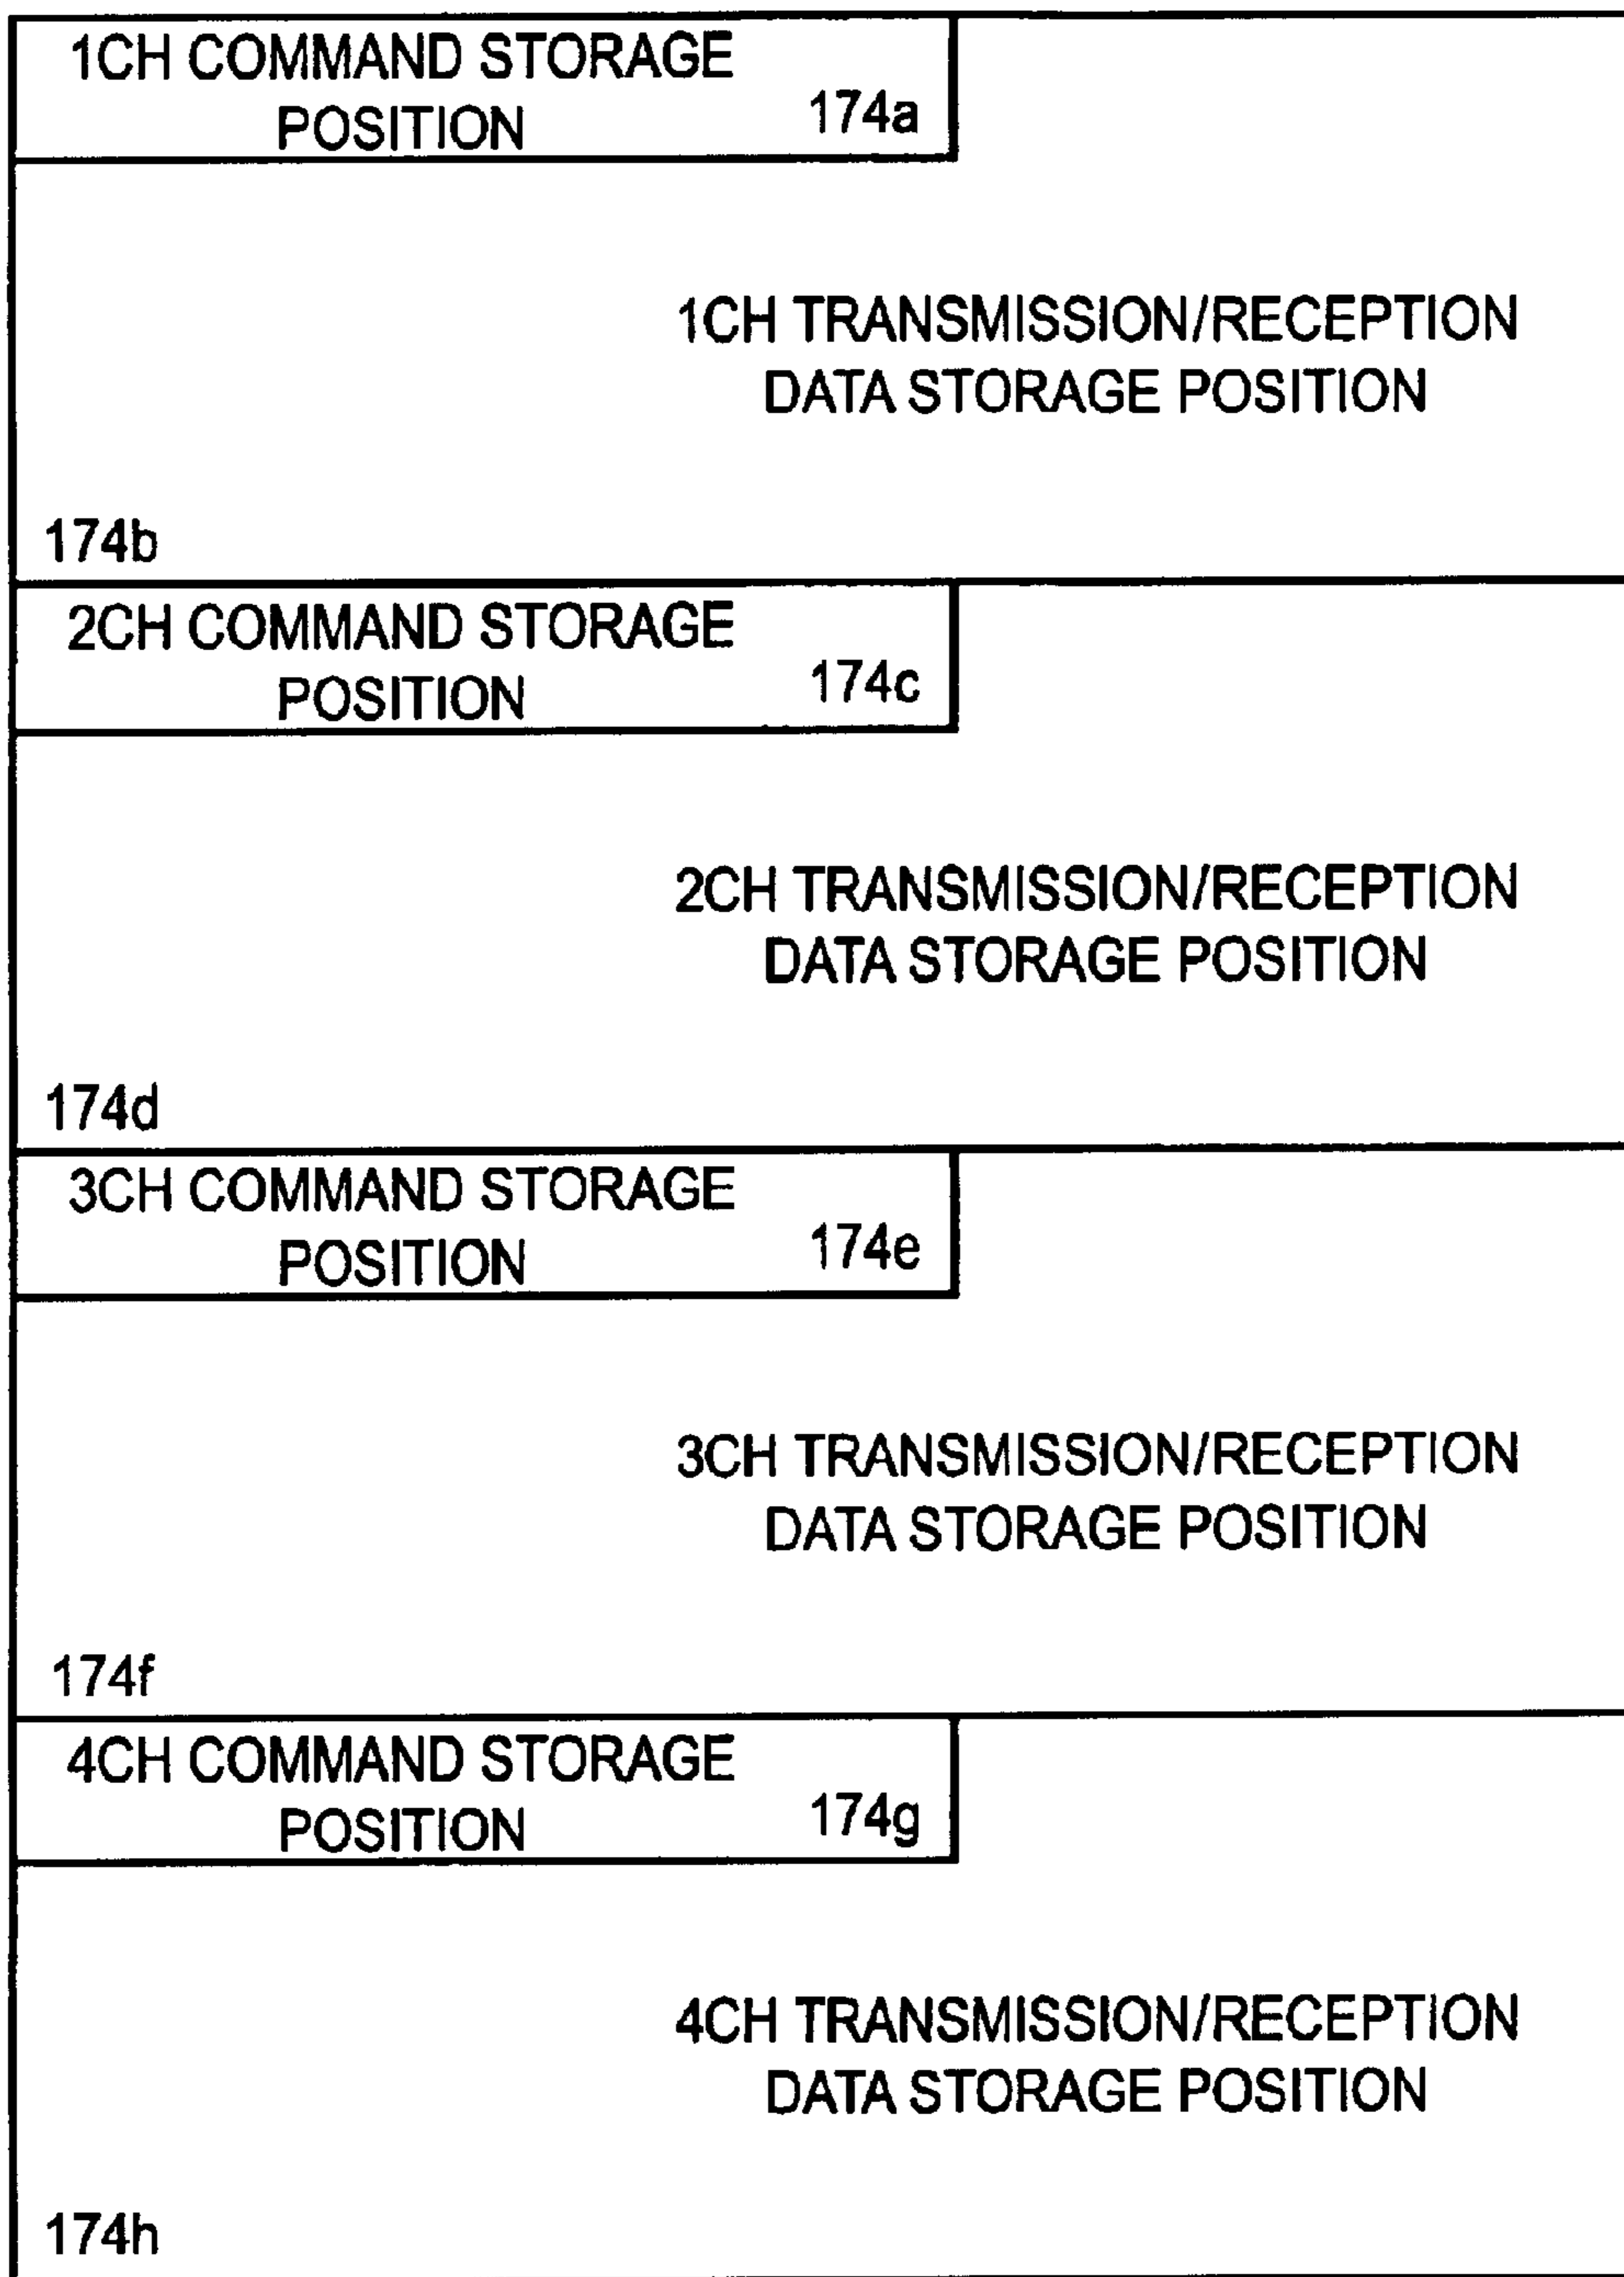 1CH COMMAND STORAGE
POSITION 174a
1CH TRANSMISSION/RECEPTION
DATA STORAGE POSITION
174b
2CH COMMAND STORAGE
POSITION 174c
2CH TRANSMISSION/RECEPTION
DATA STORAGE POSITION
174d
3CH COMMAND STORAGE
POSITION 174e
3CH TRANSMISSION/RECEPTION
DATA STORAGE POSITION
174f
4CH COMMAND STORAGE
POSITION 174g
4CH TRANSMISSION/RECEPTION
DATA STORAGE POSITION
174h